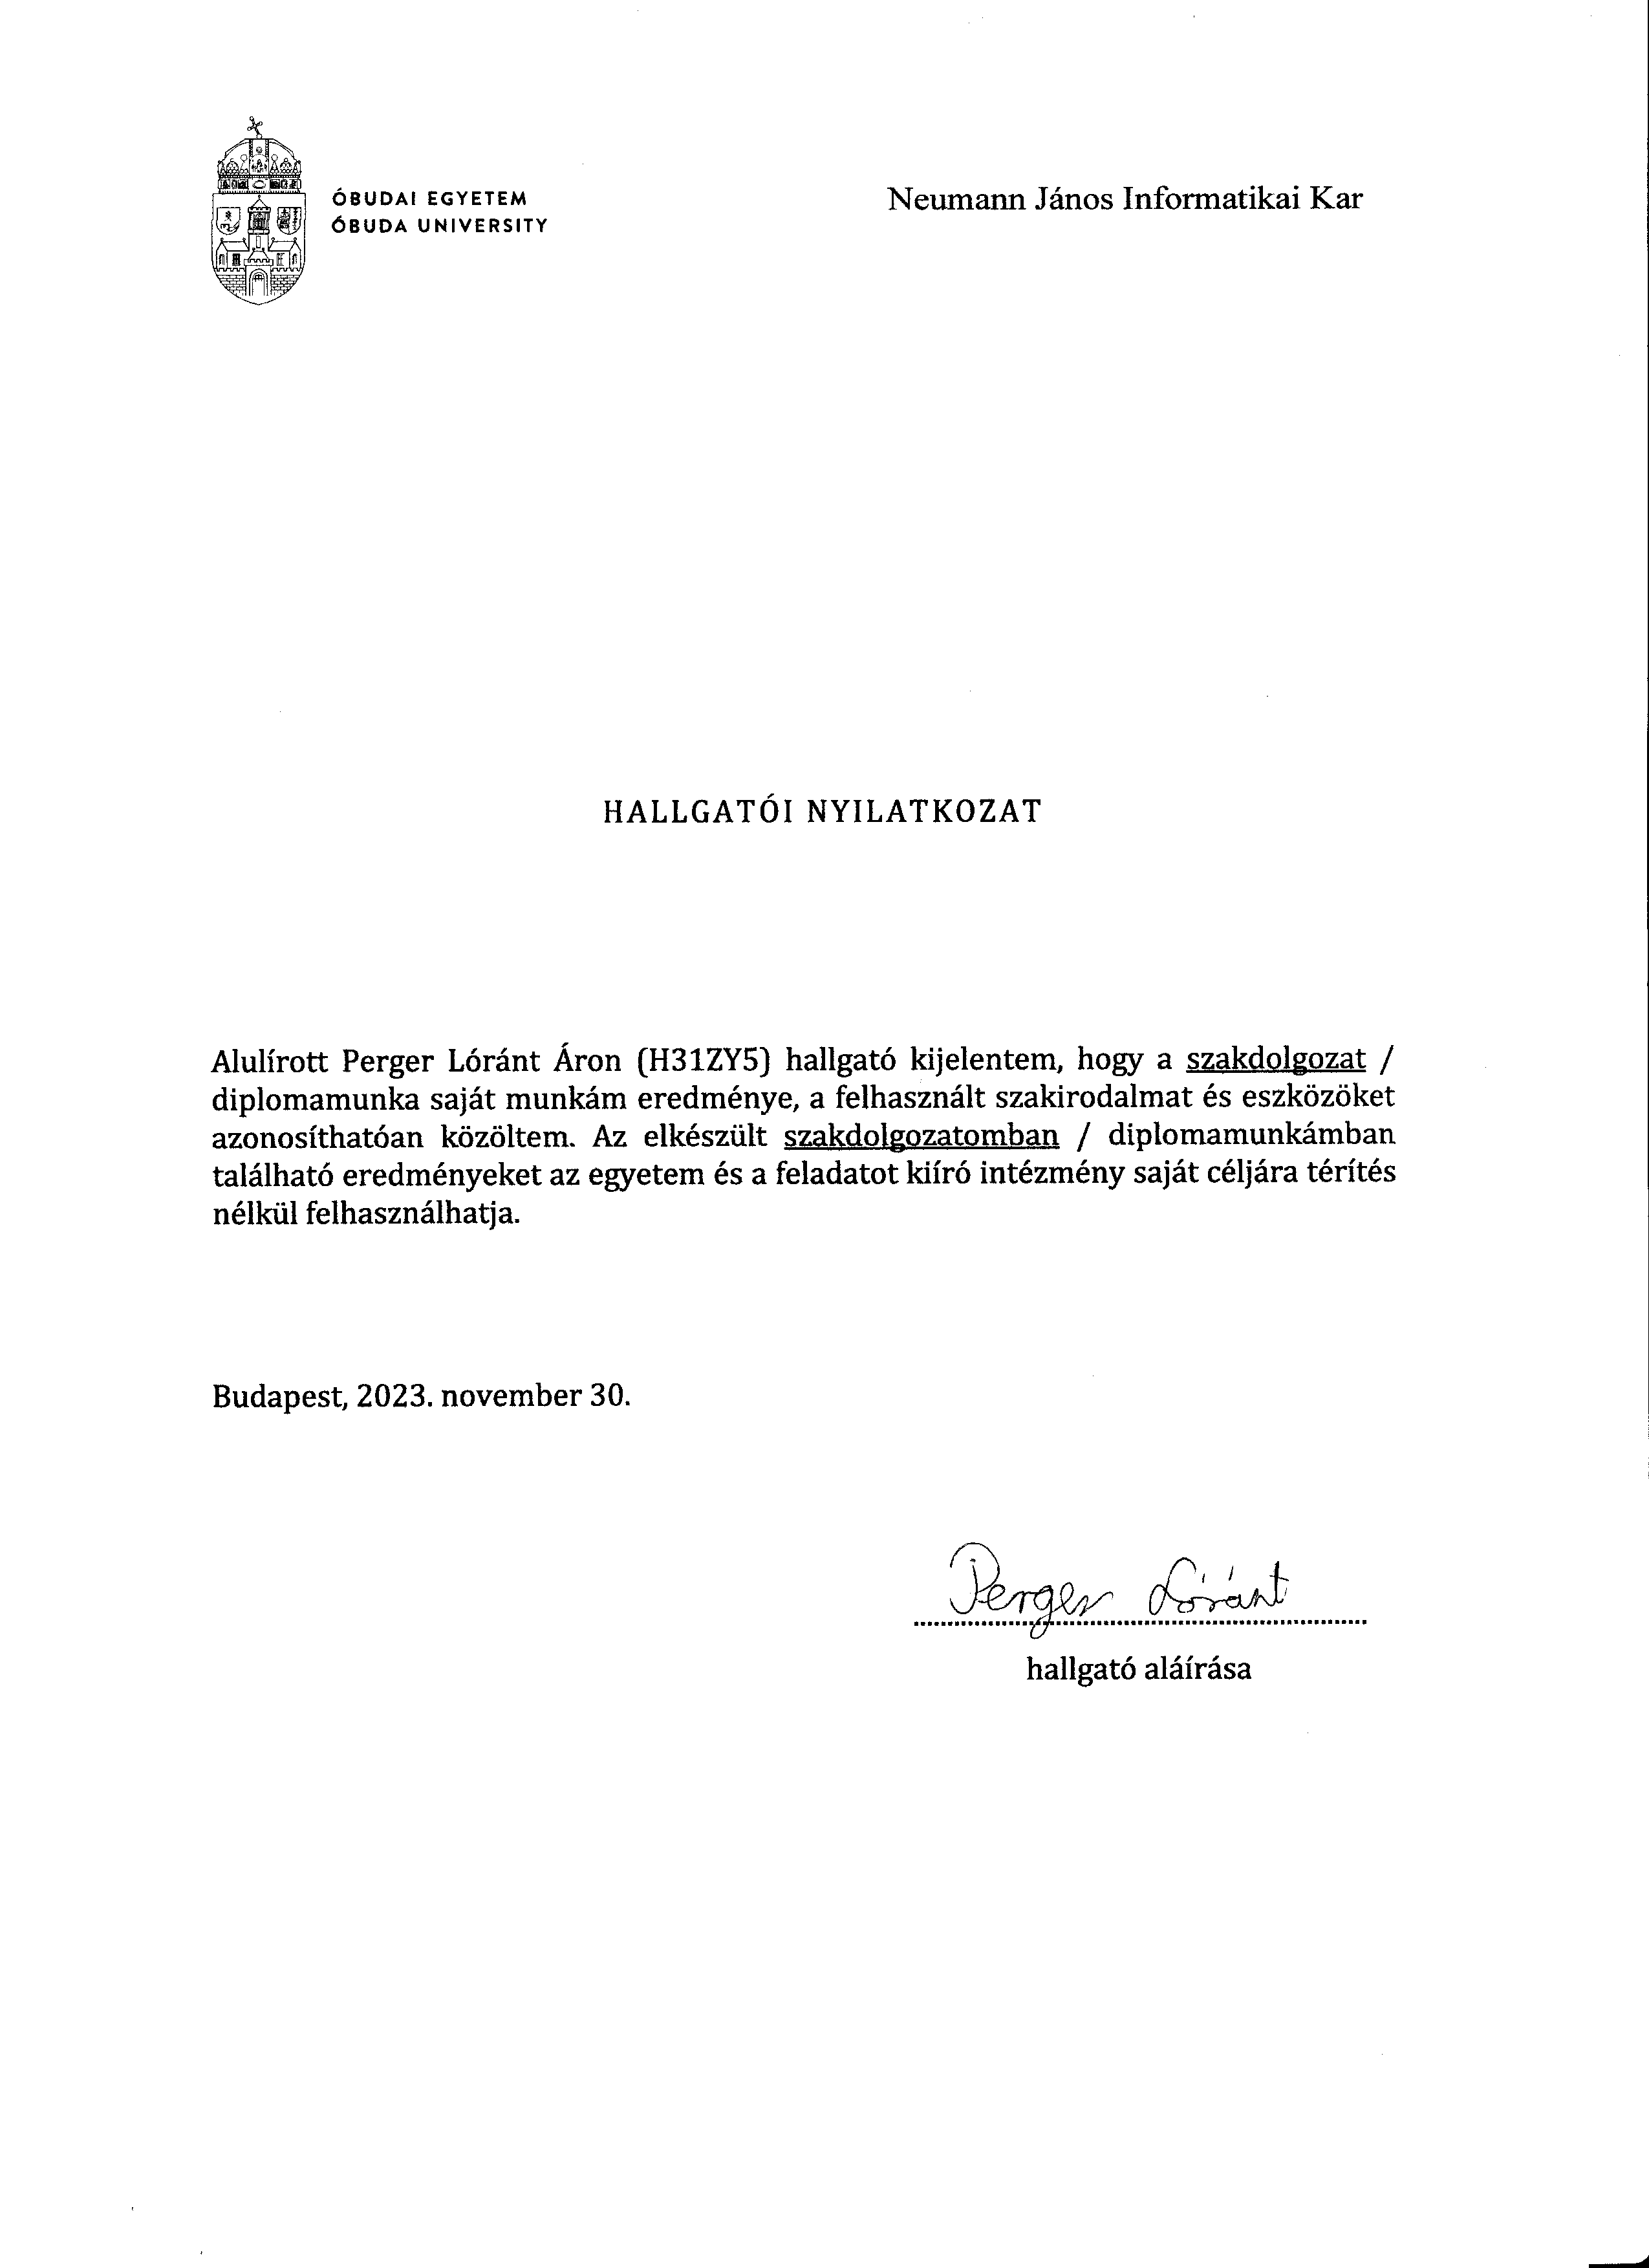 ÓBUDAI EGYETEM
ÓBUDA UNIVERSITY
Neumann János Informatikai Kar
HALLGATÓI NYILATKOZAT
Alulírott Perger Lóránt Áron (H31ZY5) hallgató kijelentem, hogy a szakdolgozat /
diplomamunka saját munkám eredménye, a felhasznált szakirodalmat és eszközöket
azonosíthatóan közöltem. Az elkészült szakdolgozatomban / diplomamunkámban
található eredményeket az egyetem és a feladatot kiíró intézmény saját céljára térítés
nélkül felhasználhatja.
Budapest, 2023. november 30.
Perger Lóránt
hallgató aláírása